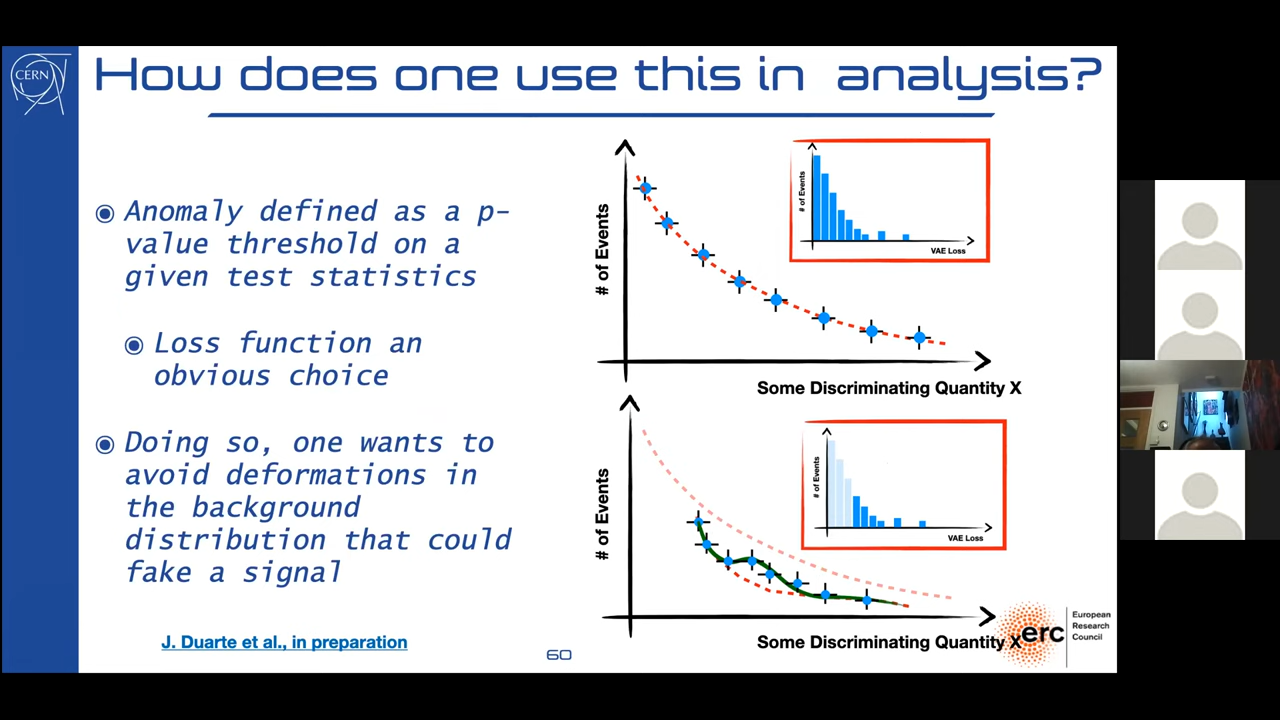 CERN
How does one use this in analysis?
Anomaly defined as a p-
value threshold on a
given test statistics
Loss function an
obvious choice
Doing so, one wants to
avoid deformations in
the background
distribution that could
fake a signal
J. Duarte et al., in preparation
60
# of Events
Some Discriminating Quantity X
# of Events
VAE Loss
# of Events
Some Discriminating Quantity X
# of Events
VAE Loss
erc
European
Research
Council